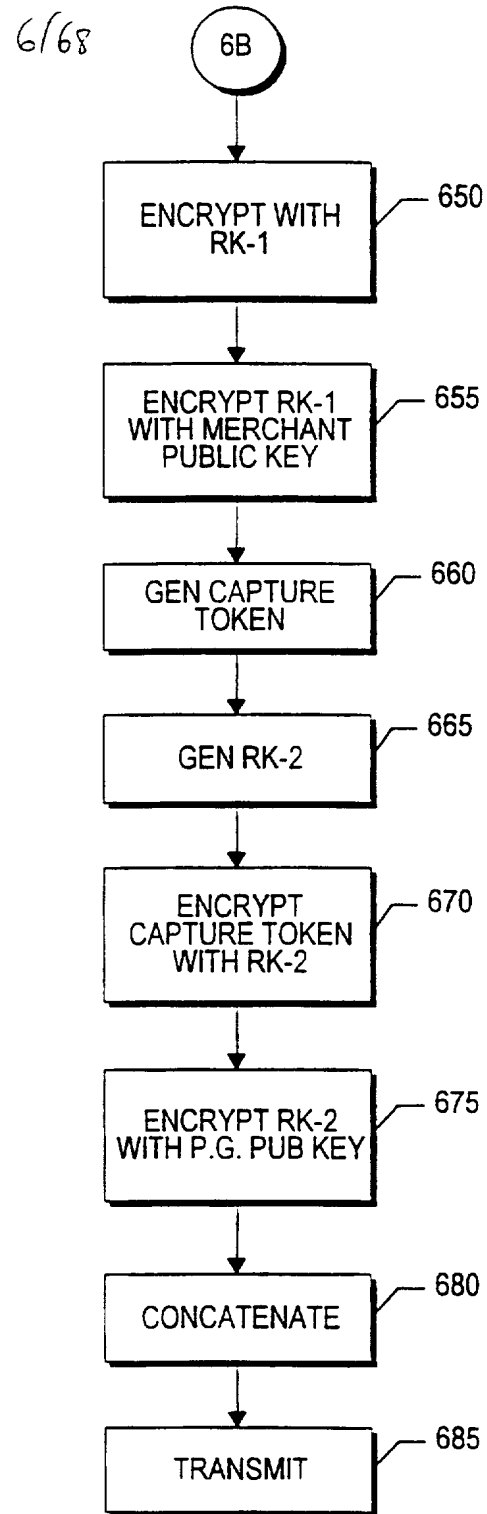 6/68
6B
ENCRYPT WITH
RK-1
650
ENCRYPT RK-1
WITH MERCHANT
PUBLIC KEY
655
GEN CAPTURE
TOKEN
660
GEN RK-2
665
ENCRYPT
CAPTURE TOKEN
WITH RK-2
670
ENCRYPT RK-2
WITH P.G. PUB KEY
675
CONCATENATE
680
TRANSMIT
685